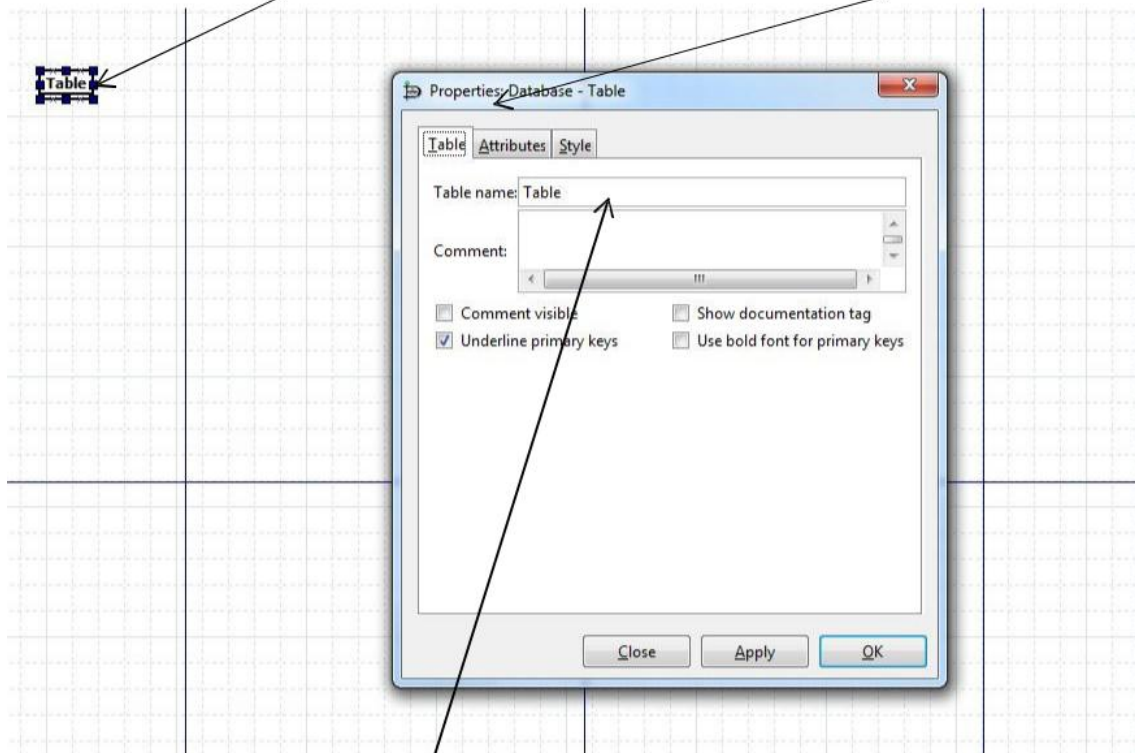 Table
Properties: Database - Table
Table Attributes Style
Table name: Table
Comment:
Comment visible Show documentation tag
Underline primary keys Use bold font for primary keys
Close Apply OK